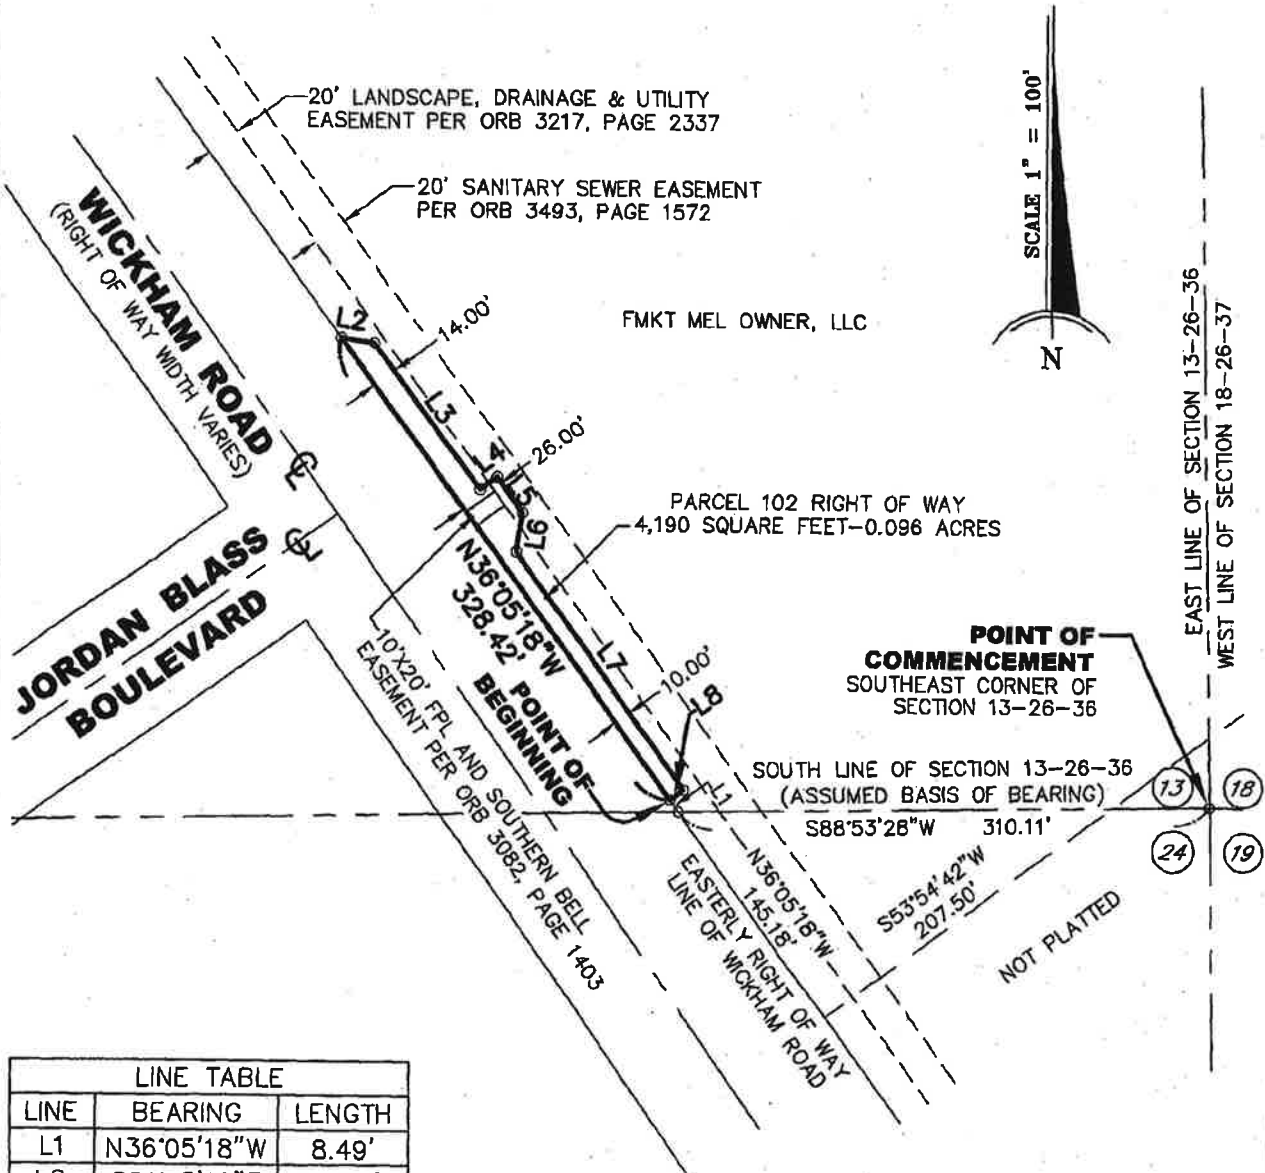 20' LANDSCAPE, DRAINAGE & UTILITY
EASEMENT PER ORB 3217, PAGE 2337
20' SANITARY SEWER EASEMENT
PER ORB 3493, PAGE 1572
SCALE 1" = 100'
N
WICKHAM ROAD
(RIGHT OF WAY WIDTH VARIES)
FMKT MEL OWNER, LLC
EAST LINE OF SECTION 13-26-36
WEST LINE OF SECTION 18-26-37
L2
14.00'
L3
L4
26.00'
L5
L6
PARCEL 102 RIGHT OF WAY
4,190 SQUARE FEET-0.096 ACRES
N36°05'18"W
328.42'
JORDAN BLASS
BOULEVARD
10'X20' FPL AND SOUTHERN BELL
EASEMENT PER ORB 3082, PAGE 1403
L7
10.00'
L8
POINT OF
BEGINNING
POINT OF
COMMENCEMENT
SOUTHEAST CORNER OF
SECTION 13-26-36
SOUTH LINE OF SECTION 13-26-36
(ASSUMED BASIS OF BEARING)
S88°53'28"W 310.11'
L1
13
18
24
19
N36°05'18"W
145.18'
EASTERLY RIGHT OF WAY
LINE OF WICKHAM ROAD
S53°54'42"W
207.50'
NOT PLATTED
LINE TABLE
LINE BEARING LENGTH
L1 N36°05'18"W 8.49'